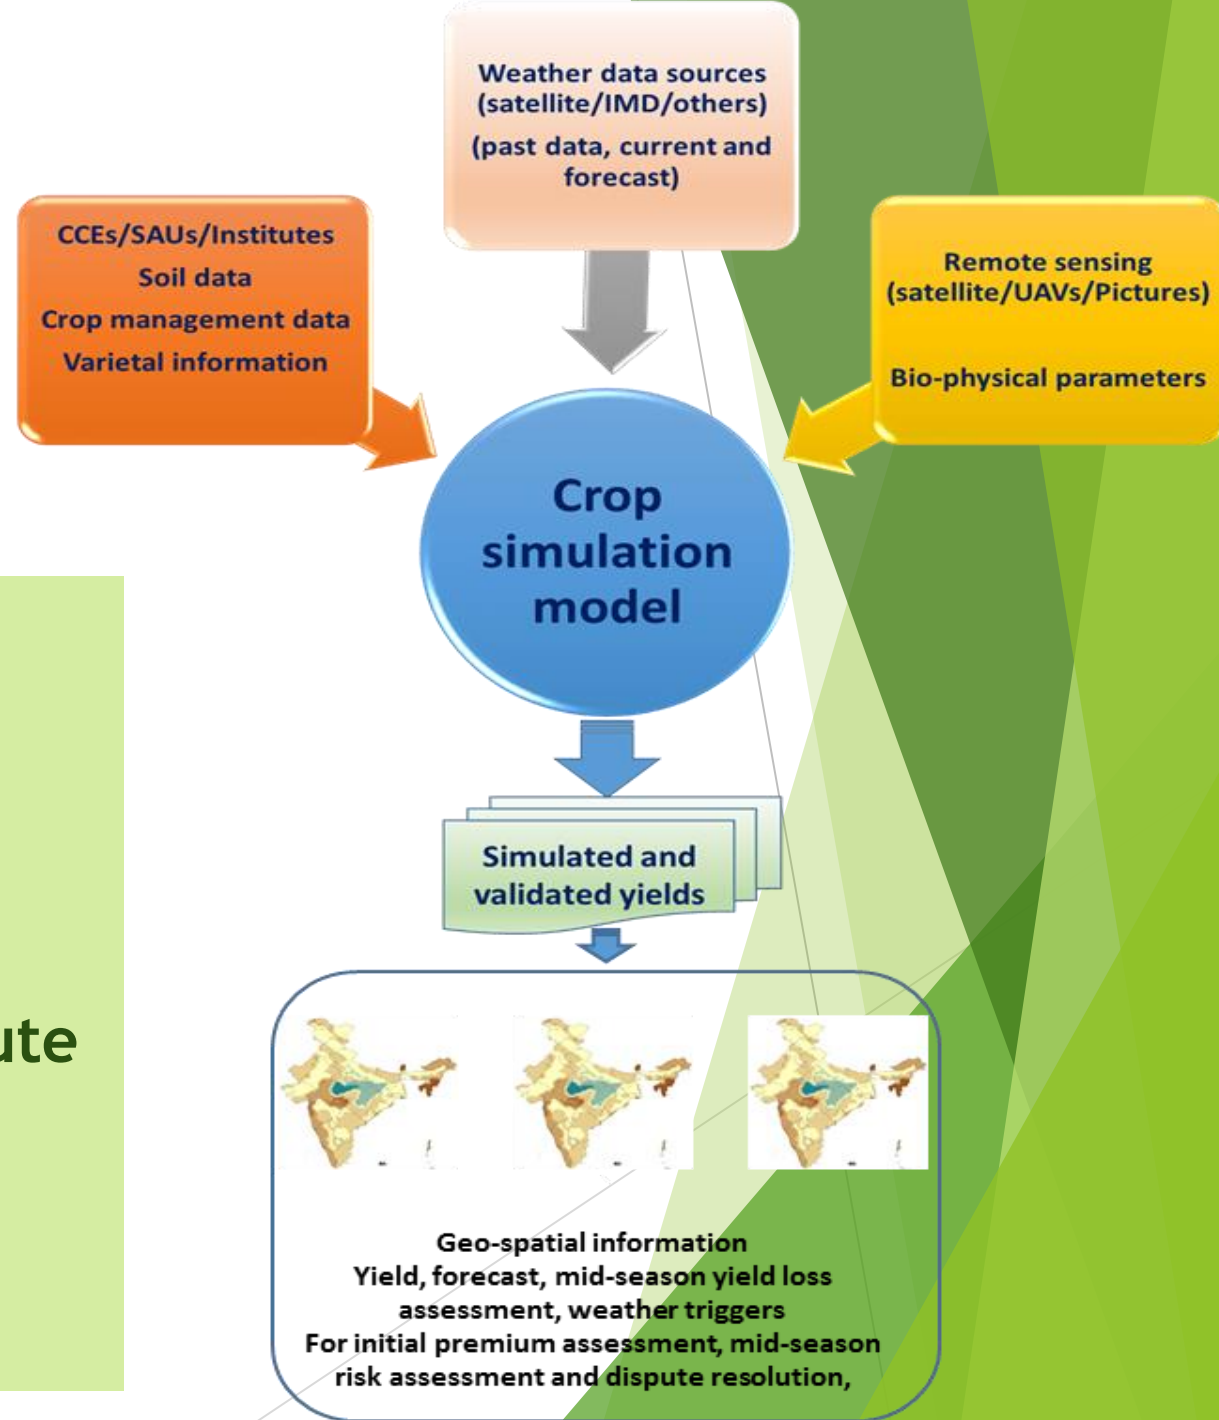 Weather data sources
(satellite/IMD/others)
(past data, current and
forecast)
CCEs/SAUs/Institutes
Soil data
Crop management data
Varietal information
Remote sensing
(satellite/UAVs/Pictures)
Bio-physical parameters
Crop
simulation
model
Simulated and
validated yields
ute
Geo-spatial information
Yield, forecast, mid-season yield loss
assessment, weather triggers
For initial premium assessment, mid-season
risk assessment and dispute resolution,